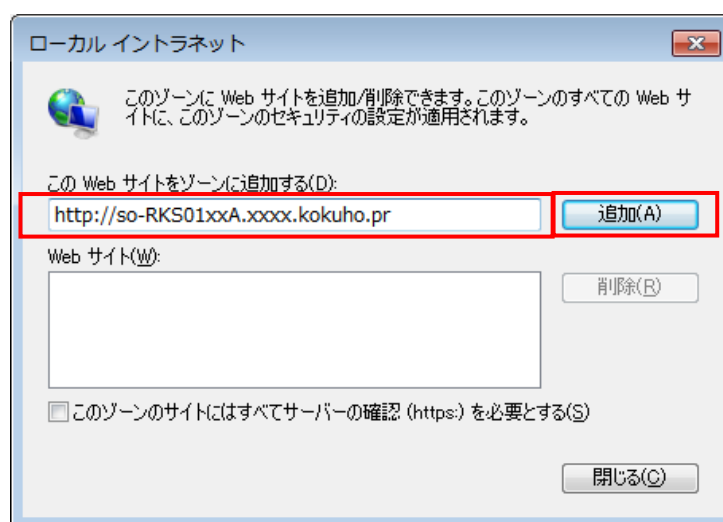 ローカル イントラネット
このゾーンに Web サイトを追加/削除できます。このゾーンのすべての Web サ
イトに、このゾーンのセキュリティの設定が適用されます。
この Web サイトをゾーンに追加する(D):
http://so-RKS01xxA.xxxx.kokuho.pr
追加(A)
Web サイト(W):
削除(R)
このゾーンのサイトにはすべてサーバーの確認 (https:) を必要とする(S)
閉じる(C)